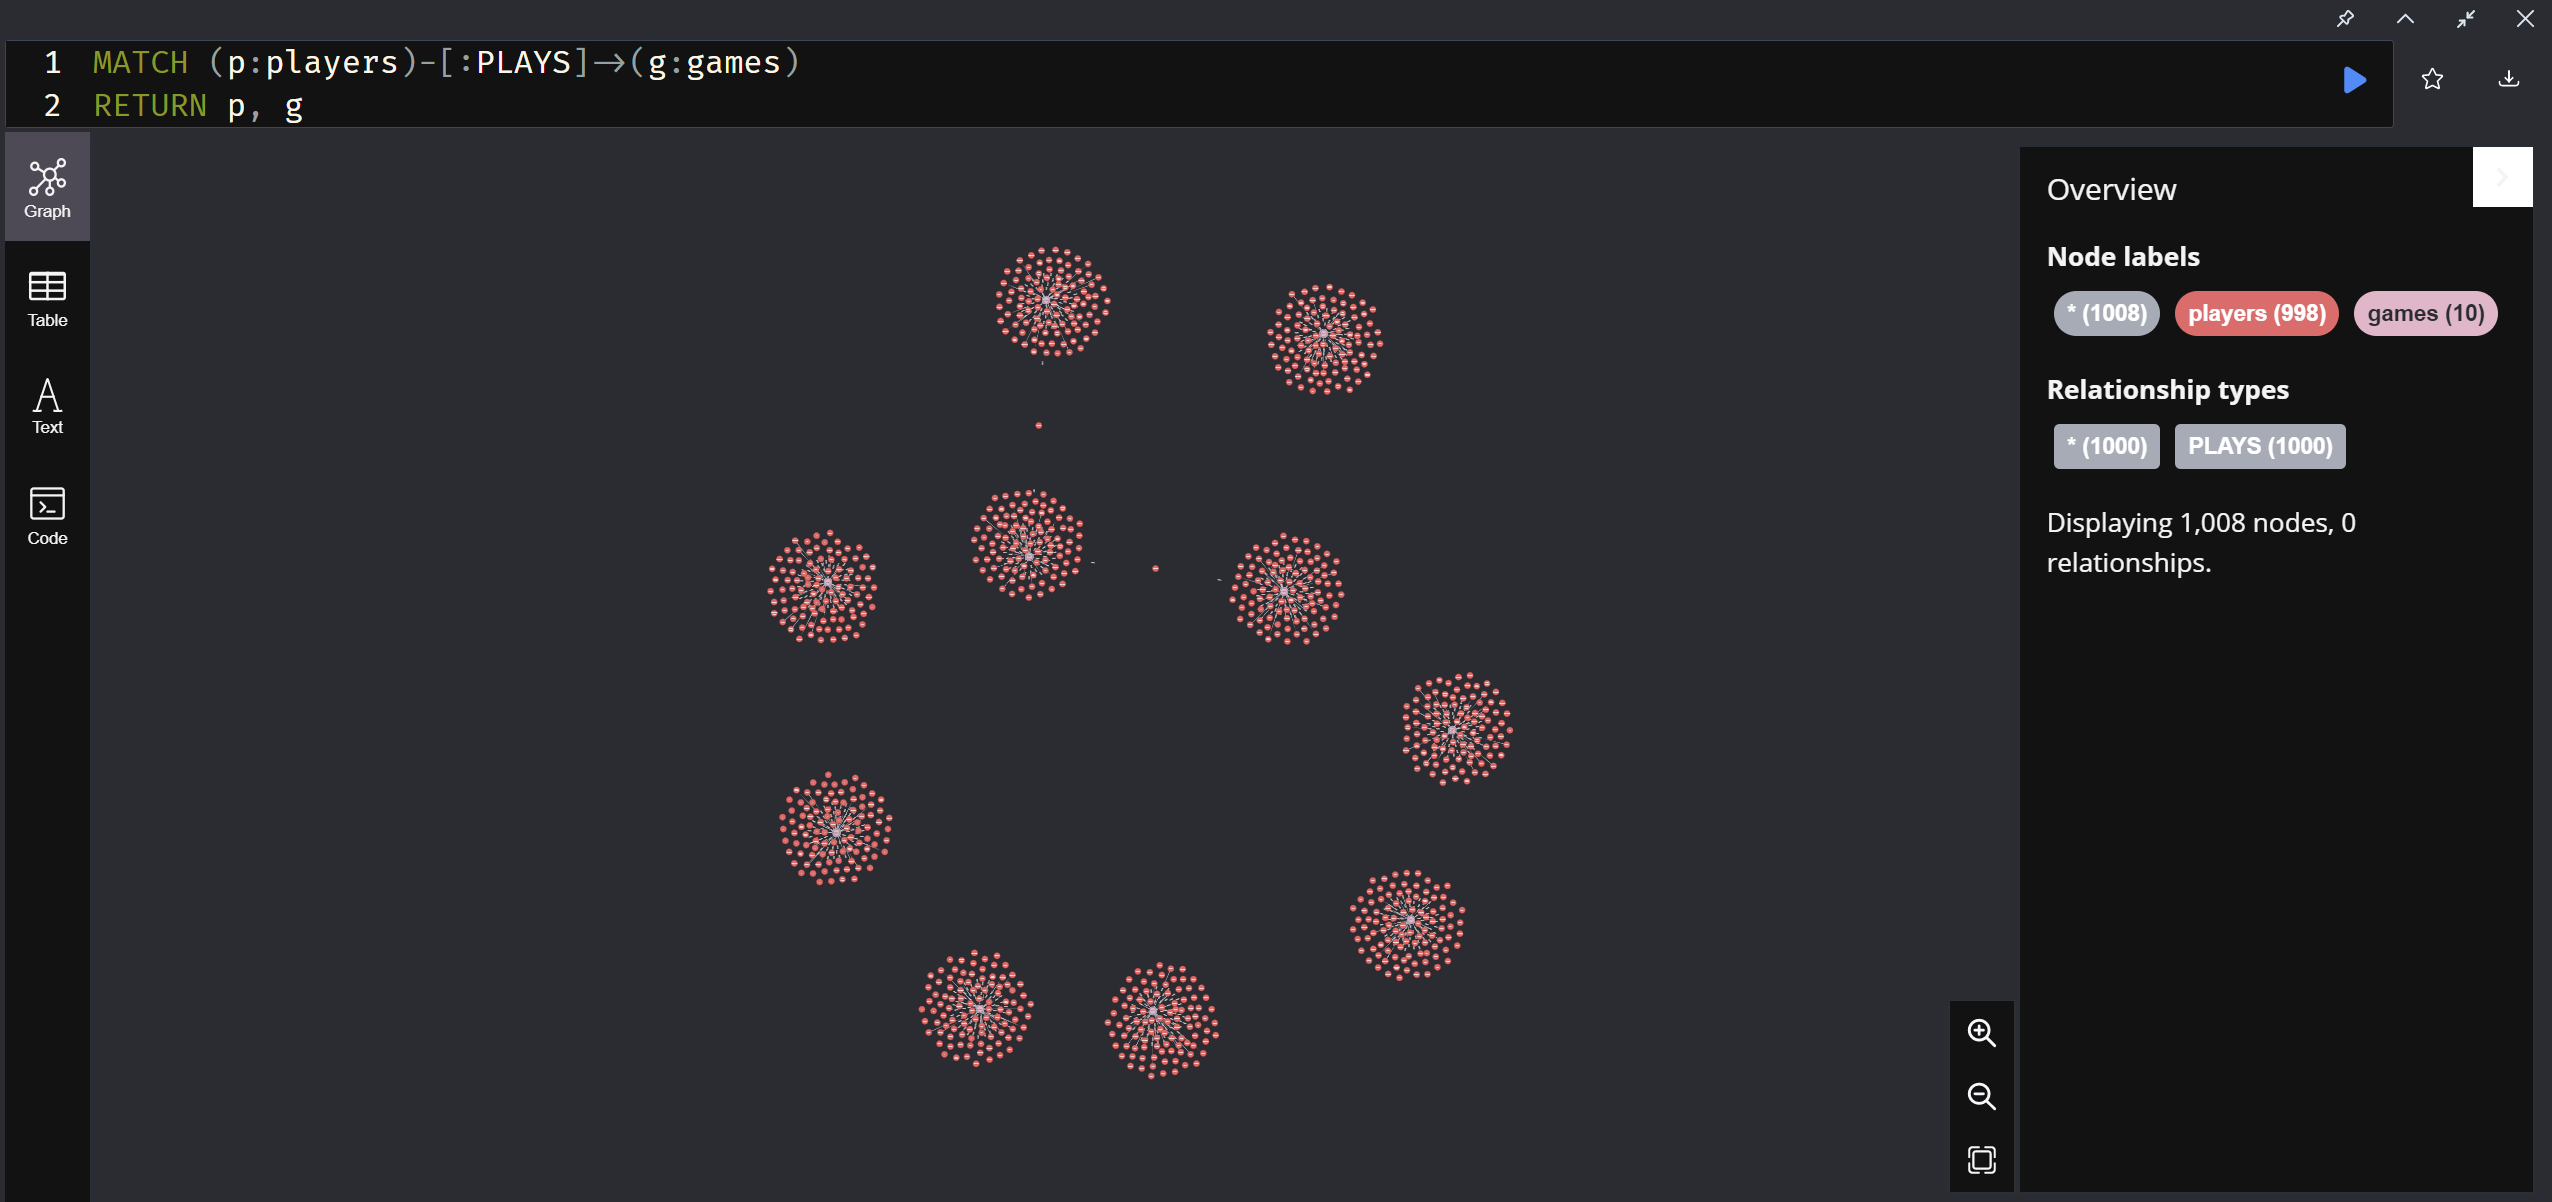 1 MATCH (p:players)-[:PLAYS]->(g:games)
2 RETURN p, g
Graph
Table
Text
Code
Overview
Node labels
* (1008) players (998) games (10)
Relationship types
* (1000) PLAYS (1000)
Displaying 1,008 nodes, 0
relationships.